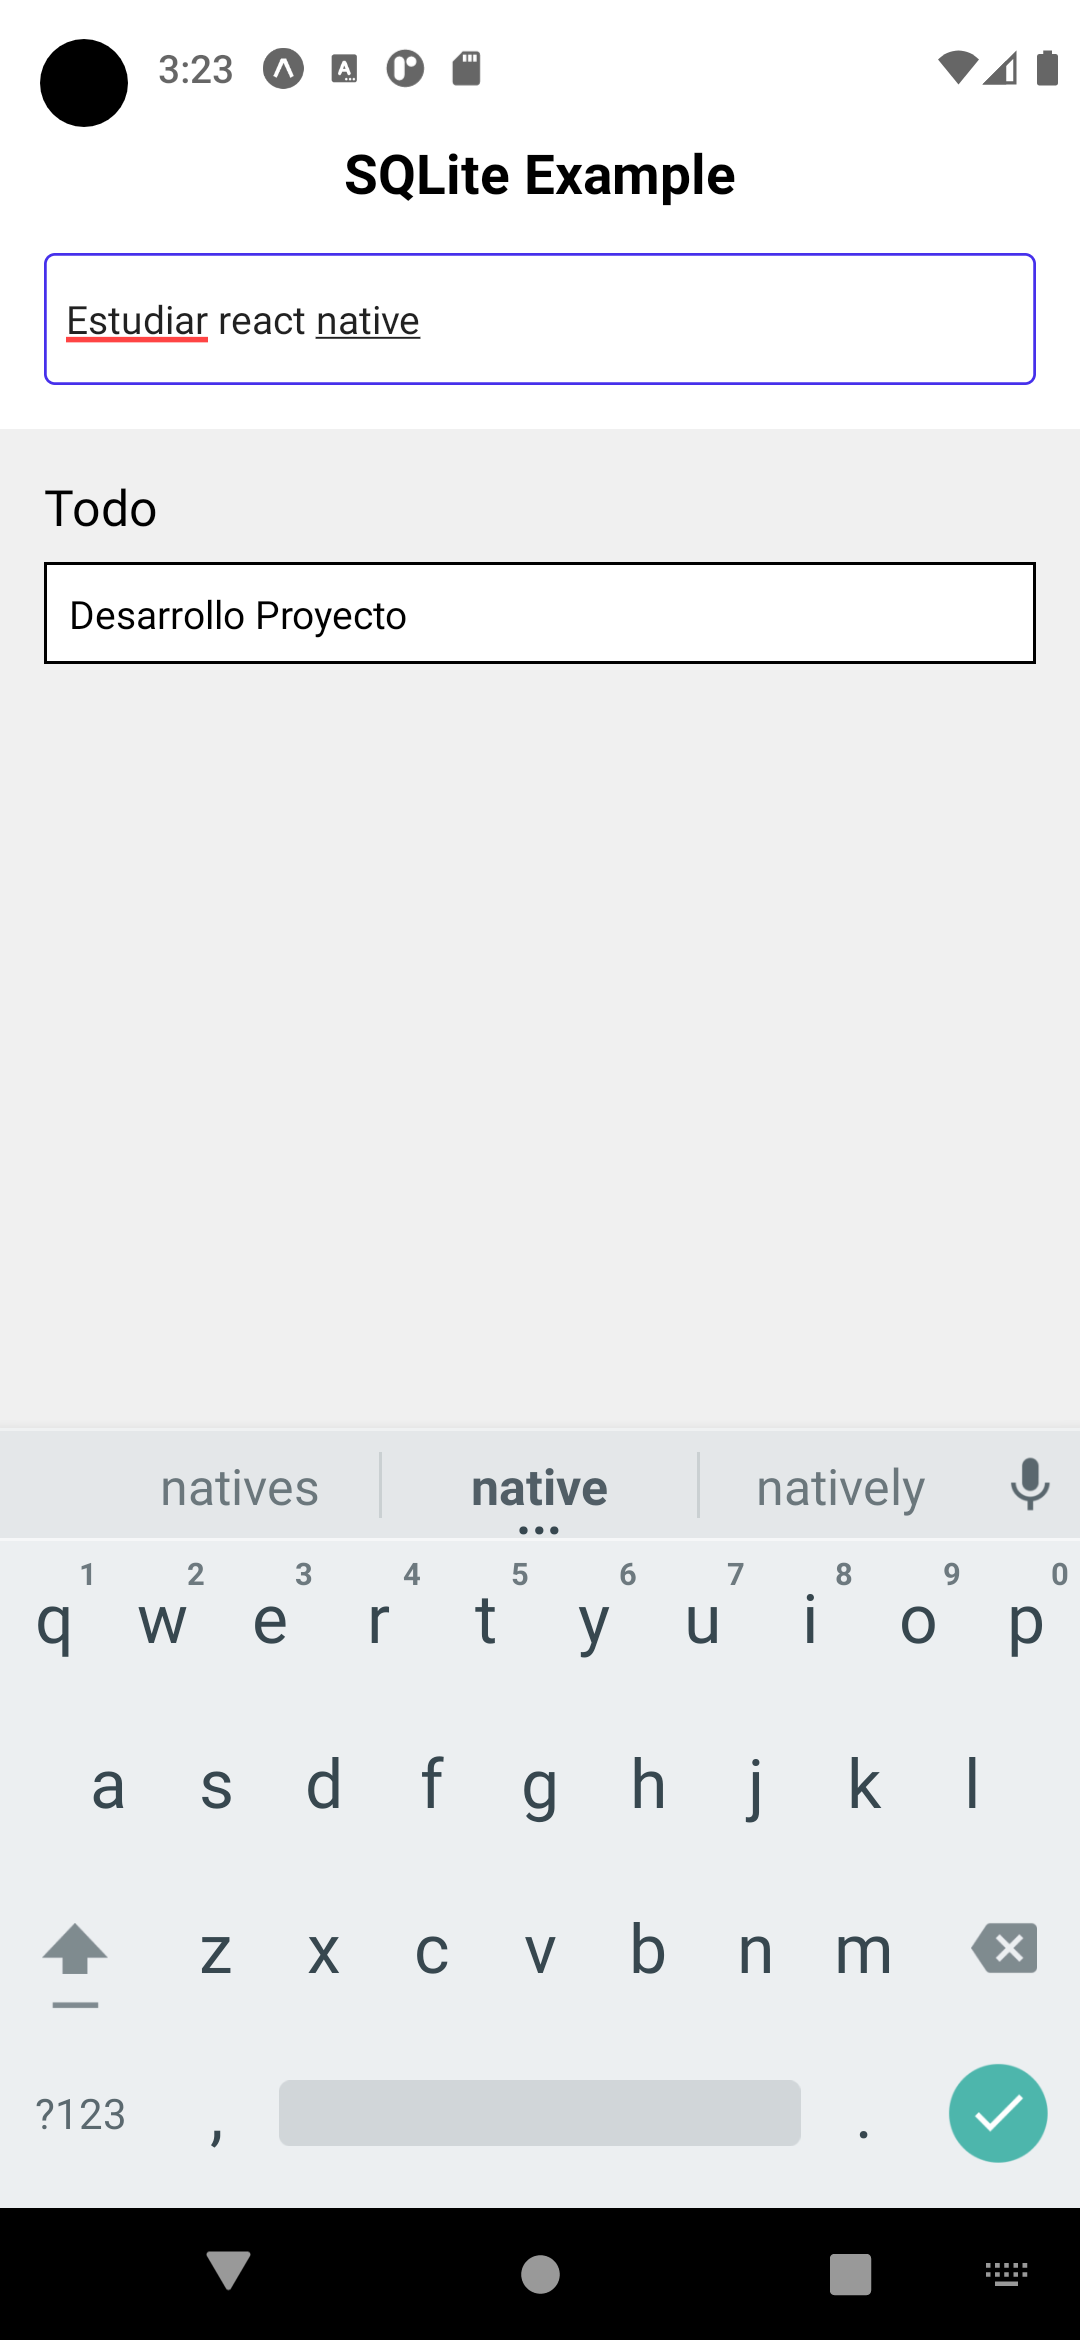 3:23
SQLite Example
Estudiar react native
Todo
Desarrollo Proyecto
natives native natively
1 2 3 4 5 6 7 8 9 0
q w e r t y u i o p
a s d f g h j k l
z x c v b n m
?123 , .